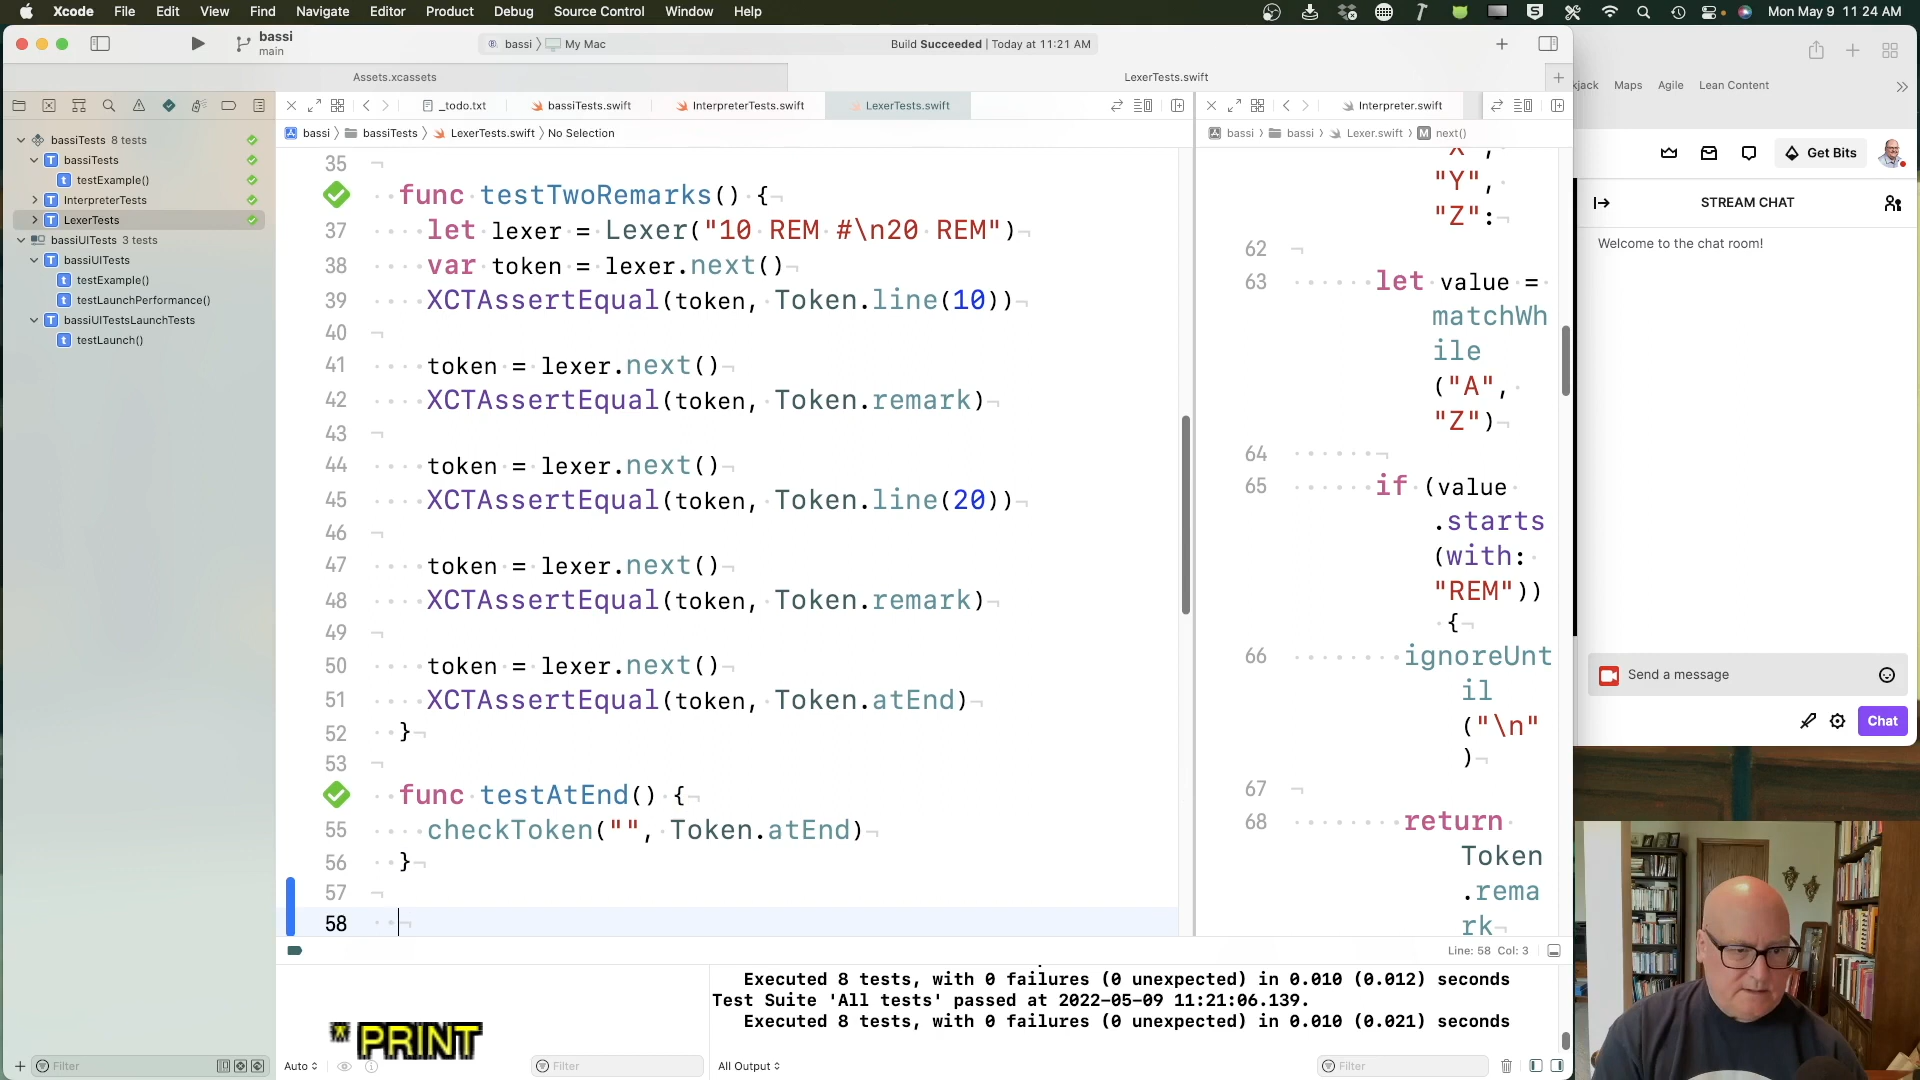 Xcode File Edit View Find Navigate Editor Product Debug Source Control Window Help Mon May 9 11 24 AM
bassi
main
bassi My Mac Build Succeeded | Today at 11:21 AM
Assets.xcassets LexerTests.swift
_todo.txt bassiTests.swift InterpreterTests.swift LexerTests.swift Interpreter.swift
bassi bassiTests LexerTests.swift No Selection
bassi bassi Lexer.swift M next()
bassiTests 8 tests
T bassiTests
t testExample()
T InterpreterTests
T LexerTests
bassiUITests 3 tests
T bassiUITests
t testExample()
t testLaunchPerformance()
T bassiUITestsLaunchTests
t testLaunch()
35
func testTwoRemarks() {
37 let lexer = Lexer("10 REM #\n20 REM")
38 var token = lexer.next()
39 XCTAssertEqual(token, Token.line(10))
40
41 token = lexer.next()
42 XCTAssertEqual(token, Token.remark)
43
44 token = lexer.next()
45 XCTAssertEqual(token, Token.line(20))
46
47 token = lexer.next()
48 XCTAssertEqual(token, Token.remark)
49
50 token = lexer.next()
51 XCTAssertEqual(token, Token.atEnd)
52 }
53
func testAtEnd() {
55 checkToken("", Token.atEnd)
56 }
57
58
"X",
"Y",
"Z":
62
63 let value =
matchWh
ile
("A",
"Z")
64
65 if (value
.starts
(with:
"REM"))
{
66 ignoreUnt
il
("\n"
)
67
68 return
Token
.rema
rk
Line: 58 Col: 3
Executed 8 tests, with 0 failures (0 unexpected) in 0.010 (0.012) seconds
Test Suite 'All tests' passed at 2022-05-09 11:21:06.139.
Executed 8 tests, with 0 failures (0 unexpected) in 0.010 (0.021) seconds
* PRINT
Filter Auto Filter All Output Filter
Maps Agile Lean Content
Get Bits
STREAM CHAT
Welcome to the chat room!
Send a message
Chat